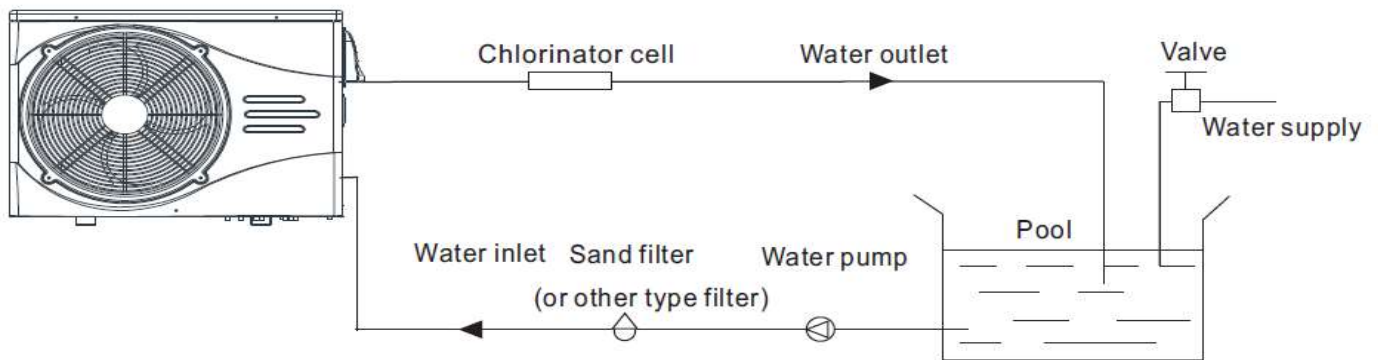 Chlorinator cell
Water outlet
Valve
Water supply
Pool
Water inlet
Sand filter
(or other type filter)
Water pump